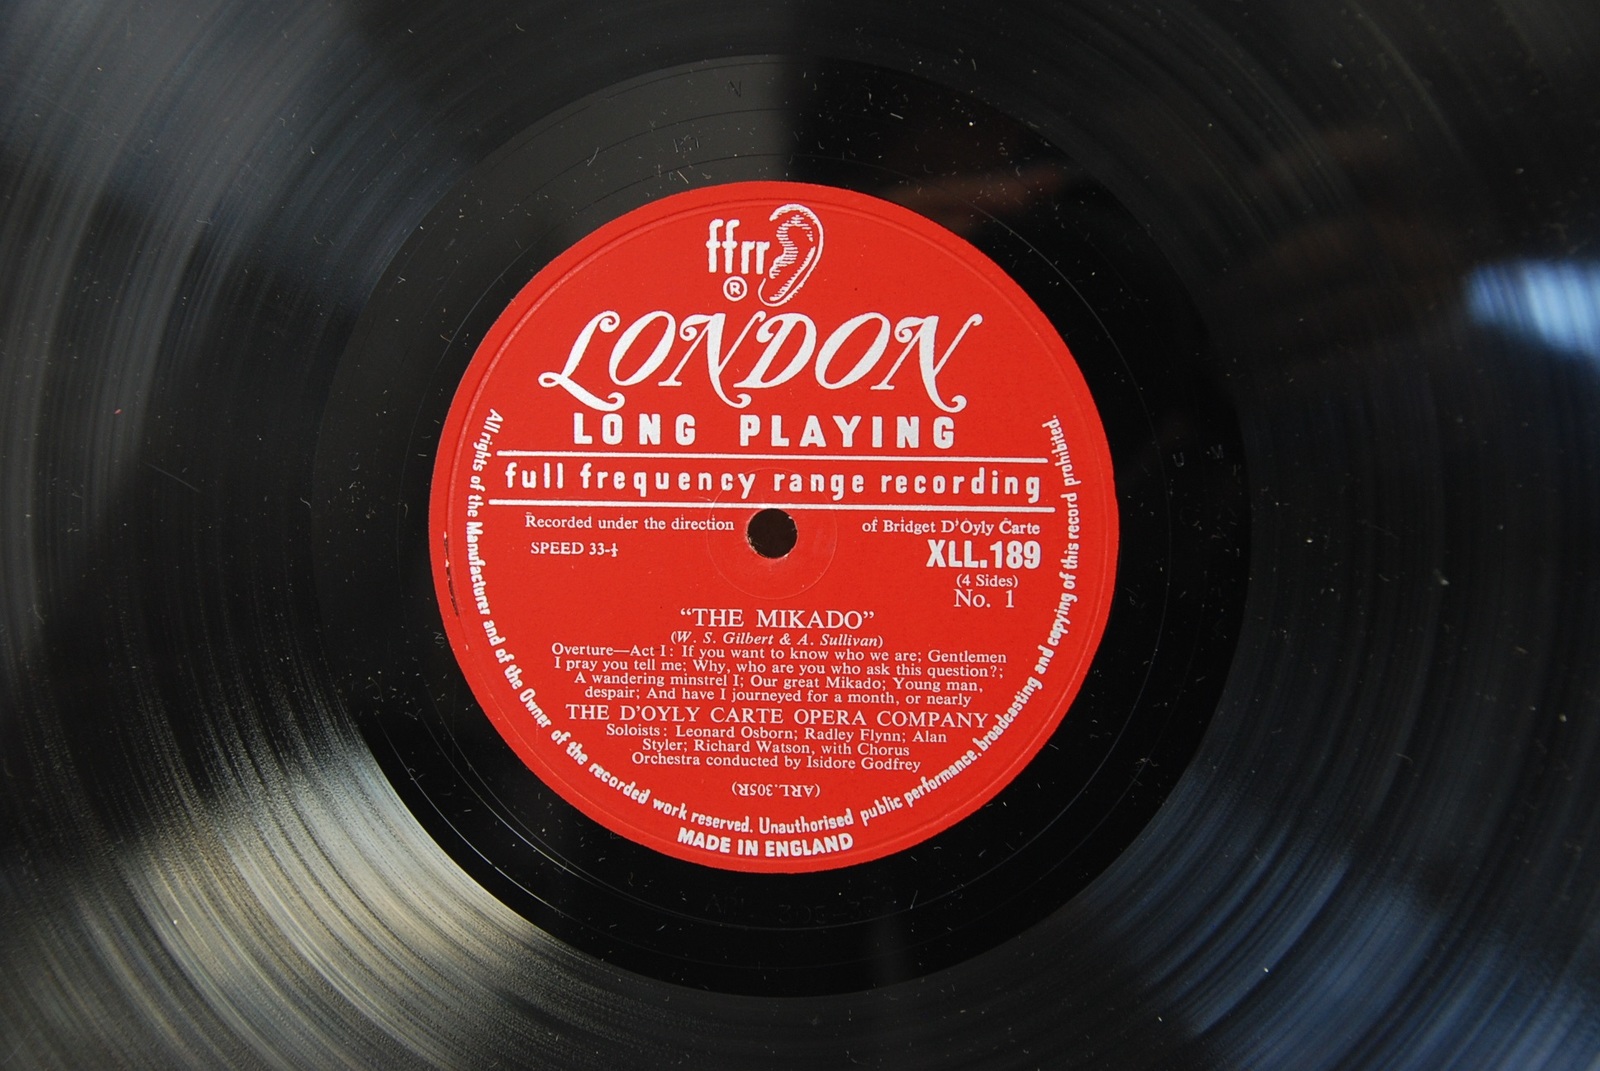 ffrr
®
LONDON
LONG PLAYING
full frequency range recording
Recorded under the direction of Bridget D'Oyly Carte
SPEED 33-⅓
XLL.189
(4 Sides)
No. 1
"THE MIKADO"
(W. S. Gilbert & A. Sullivan)
Overture—Act I: If you want to know who we are; Gentlemen
I pray you tell me; Why, who are you who ask this question?;
A wandering minstrel I; Our great Mikado; Young man,
despair; And have I journeyed for a month, or nearly
THE D'OYLY CARTE OPERA COMPANY
Soloists: Leonard Osborn; Radley Flynn; Alan
Styler; Richard Watson, with Chorus
Orchestra conducted by Isidore Godfrey
(ARL.305R)
All rights of the Manufacturer and of the Owner of the recorded work reserved. Unauthorised public performance, broadcasting and copying of this record prohibited.
MADE IN ENGLAND